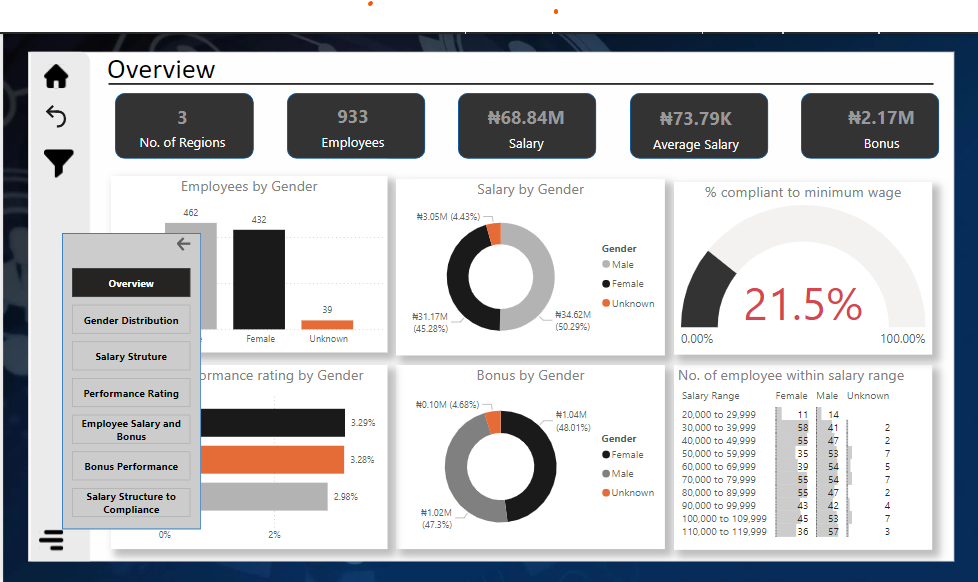 Overview
3
No. of Regions
933
Employees
₦68.84M
Salary
₦73.79K
Average Salary
₦2.17M
Bonus
Employees by Gender
462
432
39
Female
Unknown
Salary by Gender
₦3.05M (4.43%)
₦31.17M
(45.28%)
₦34.62M
(50.29%)
Gender
Male
Female
Unknown
% compliant to minimum wage
21.5%
0.00%
100.00%
Overview
Gender Distribution
Salary Struture
Performance Rating
Employee Salary and
Bonus
Bonus Performance
Salary Structure to
Compliance
ormance rating by Gender
3.29%
3.28%
2.98%
0%
2%
Bonus by Gender
₦0.10M (4.68%)
₦1.04M
(48.01%)
₦1.02M
(47.3%)
Gender
Female
Male
Unknown
No. of employee within salary range
Salary Range Female Male Unknown
20,000 to 29,999 11 14
30,000 to 39,999 58 41 2
40,000 to 49,999 55 47 2
50,000 to 59,999 35 53 7
60,000 to 69,999 39 54 5
70,000 to 79,999 55 54 7
80,000 to 89,999 55 47 2
90,000 to 99,999 43 42 4
100,000 to 109,999 45 53 7
110,000 to 119,999 36 57 3